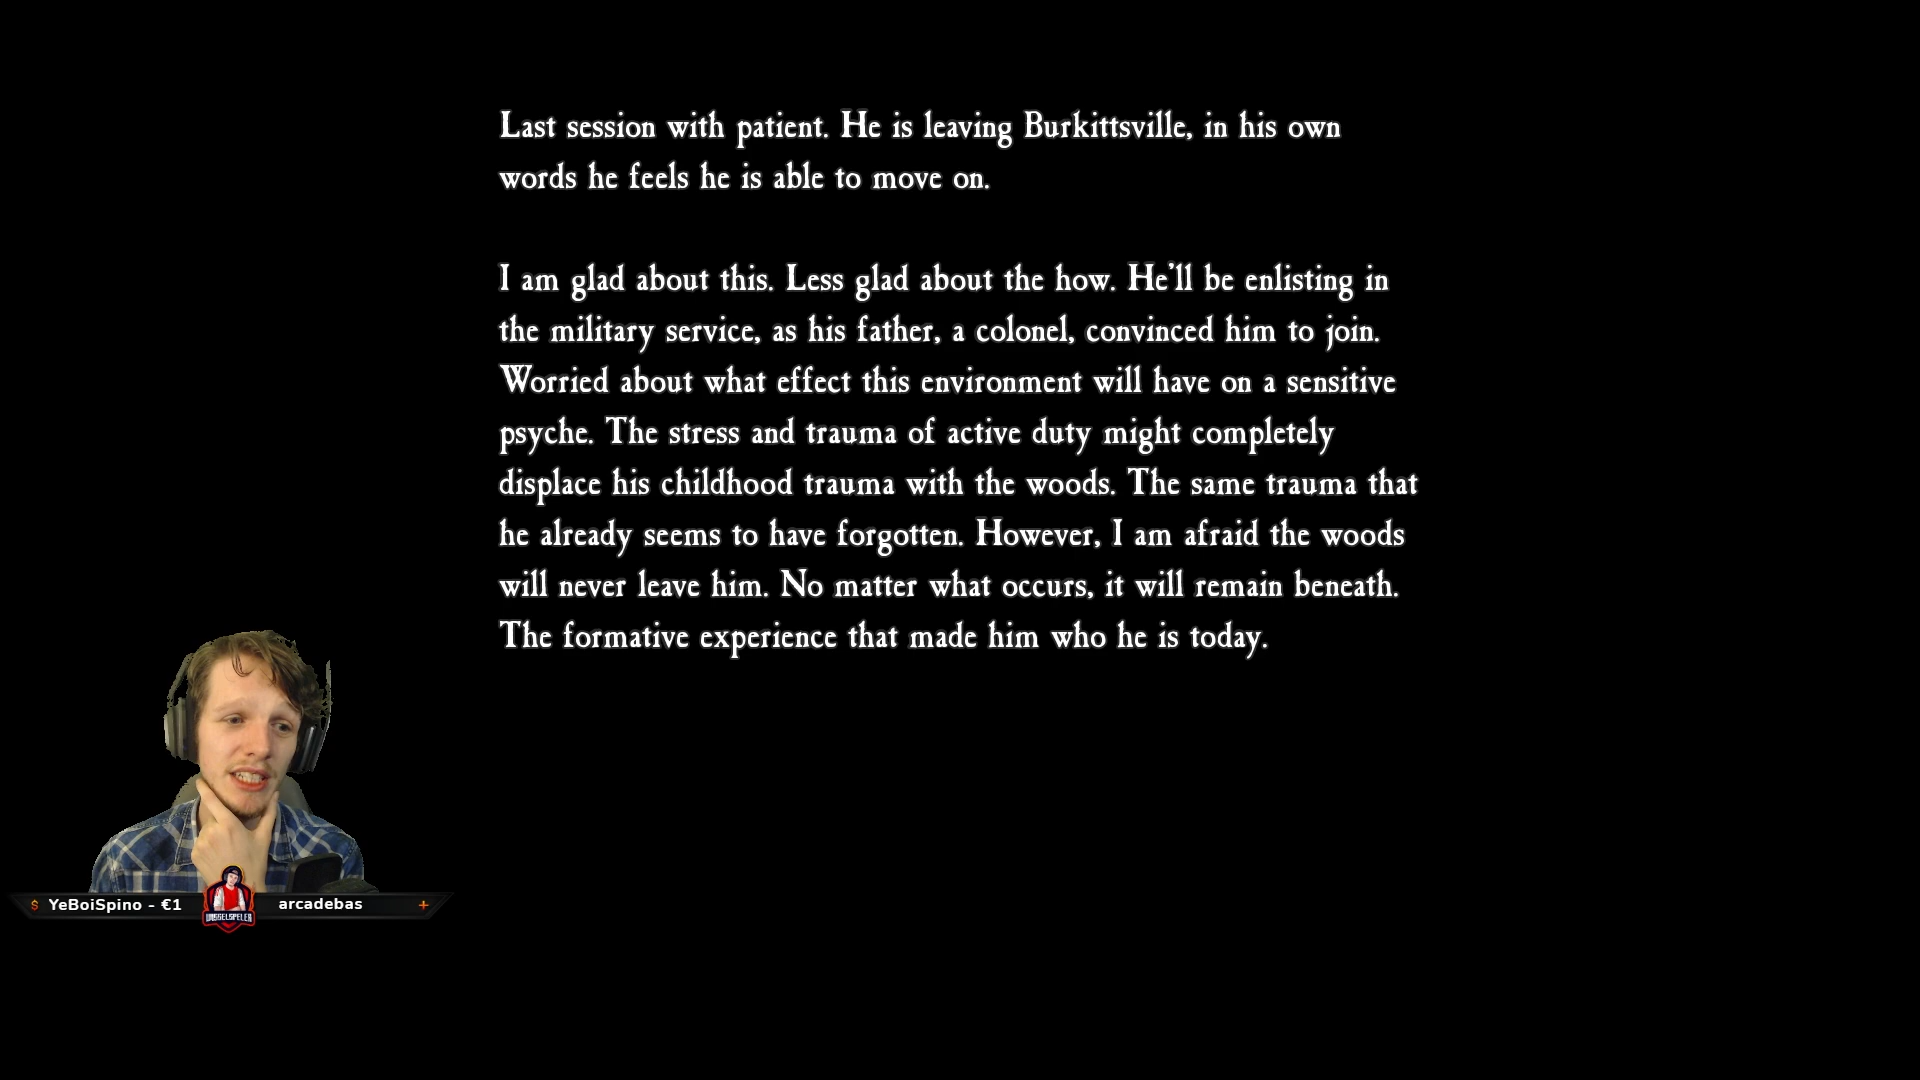 Last session with patient. He is leaving Burkittsville, in his own
words he feels he is able to move on.
I am glad about this. Less glad about the how. He'll be enlisting in
the military service, as his father, a colonel, convinced him to join.
Worried about what effect this environment will have on a sensitive
psyche. The stress and trauma of active duty might completely
displace his childhood trauma with the woods. The same trauma that
he already seems to have forgotten. However, I am afraid the woods
will never leave him. No matter what occurs, it will remain beneath.
The formative experience that made him who he is today.
$ YeBoiSpino - €1
arcadebas +